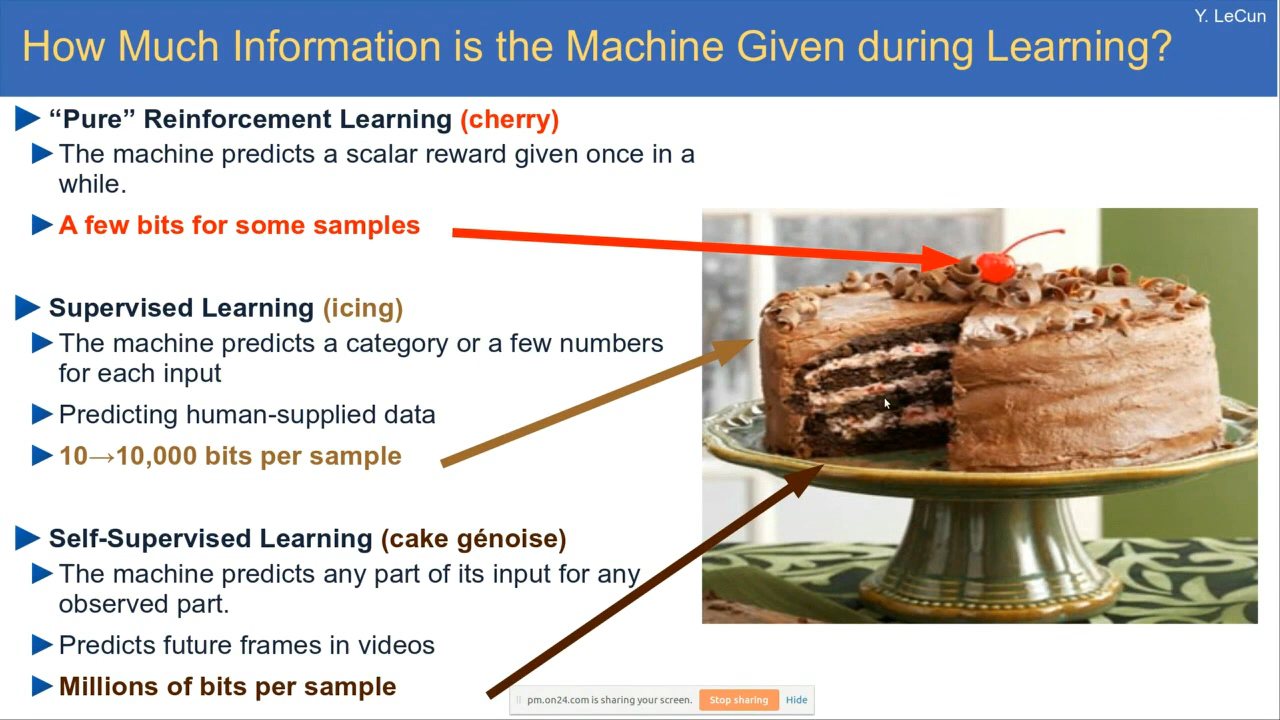 Y. LeCun
How Much Information is the Machine Given during Learning?
“Pure” Reinforcement Learning (cherry)
The machine predicts a scalar reward given once in a
while.
A few bits for some samples
Supervised Learning (icing)
The machine predicts a category or a few numbers
for each input
Predicting human-supplied data
10→10,000 bits per sample
Self-Supervised Learning (cake génoise)
The machine predicts any part of its input for any
observed part.
Predicts future frames in videos
Millions of bits per sample
pm.on24.com is sharing your screen. Stop sharing Hide